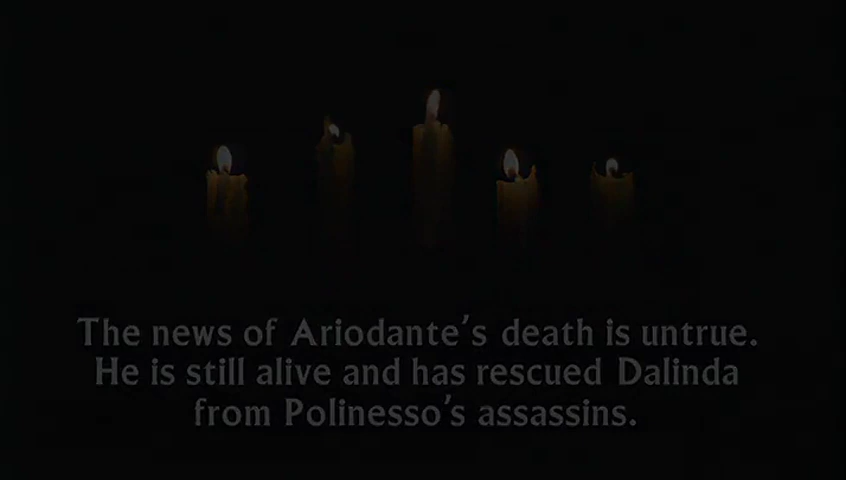 The news of Ariodante's death is untrue.
He is still alive and has rescued Dalinda
from Polinesso's assassins.